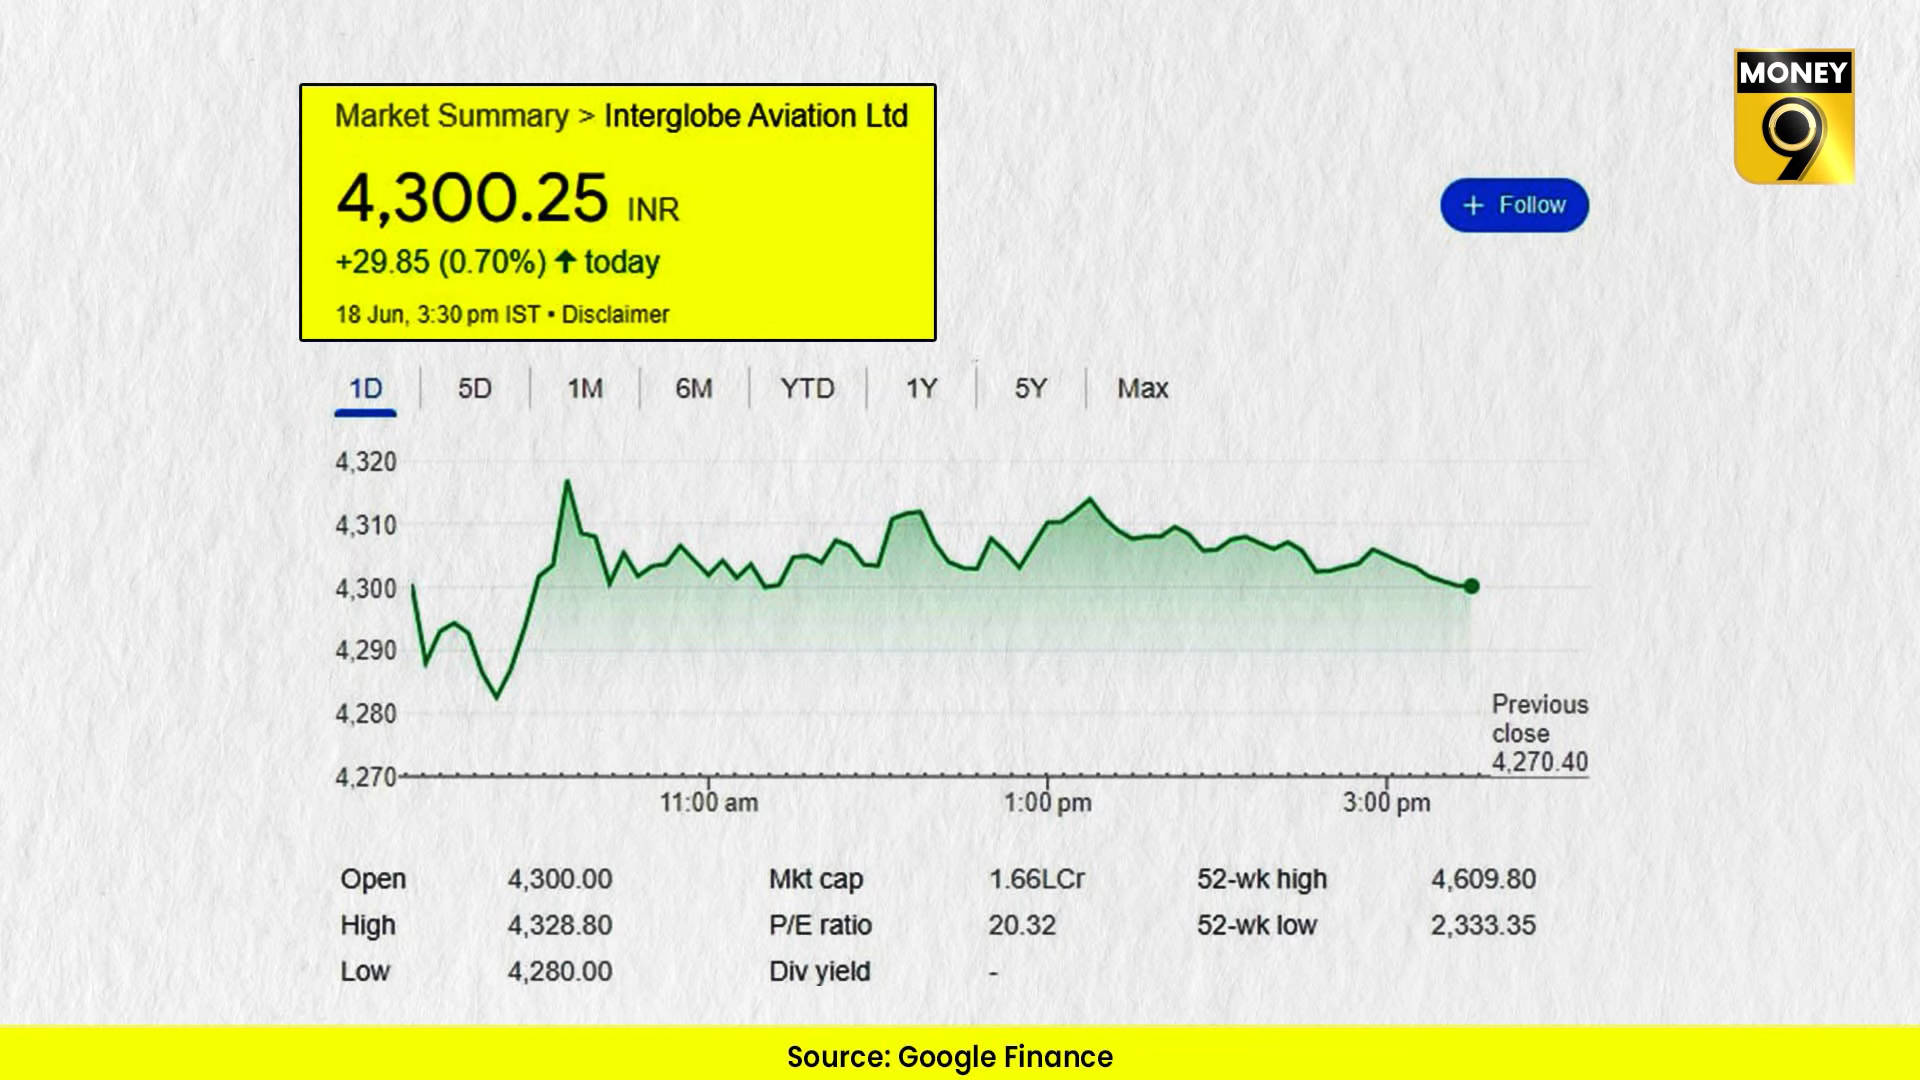 MONEY
9
Market Summary > Interglobe Aviation Ltd
4,300.25 INR
+29.85 (0.70%) ↑ today
18 Jun, 3:30 pm IST • Disclaimer
+ Follow
1D 5D 1M 6M YTD 1Y 5Y Max
4,320
4,310
4,300
4,290
4,280
4,270
Previous
close
4,270.40
11:00 am 1:00 pm 3:00 pm
Open 4,300.00 Mkt cap 1.66LCr 52-wk high 4,609.80
High 4,328.80 P/E ratio 20.32 52-wk low 2,333.35
Low 4,280.00 Div yield -
Source: Google Finance